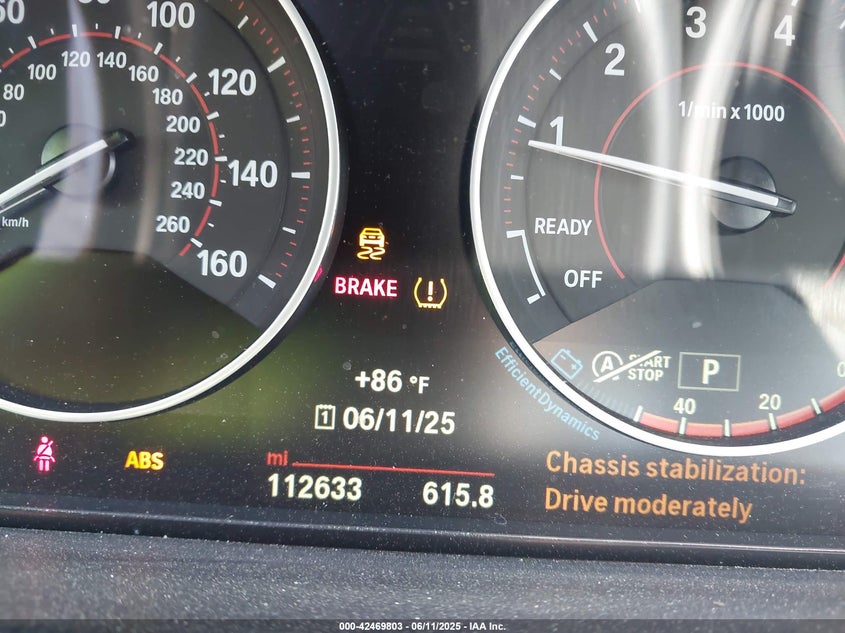 100
120
140
160
80
100
120
140
160
180
200
220
240
260
km/h
1
2
3
4
1/min x 1000
READY
OFF
BRAKE
+86 °F
1 06/11/25
A START
STOP
P
40
20
EfficientDynamics
ABS
mi
112633
615.8
Chassis stabilization:
Drive moderately
000-42469803 - 06/11/2025 - IAA Inc.